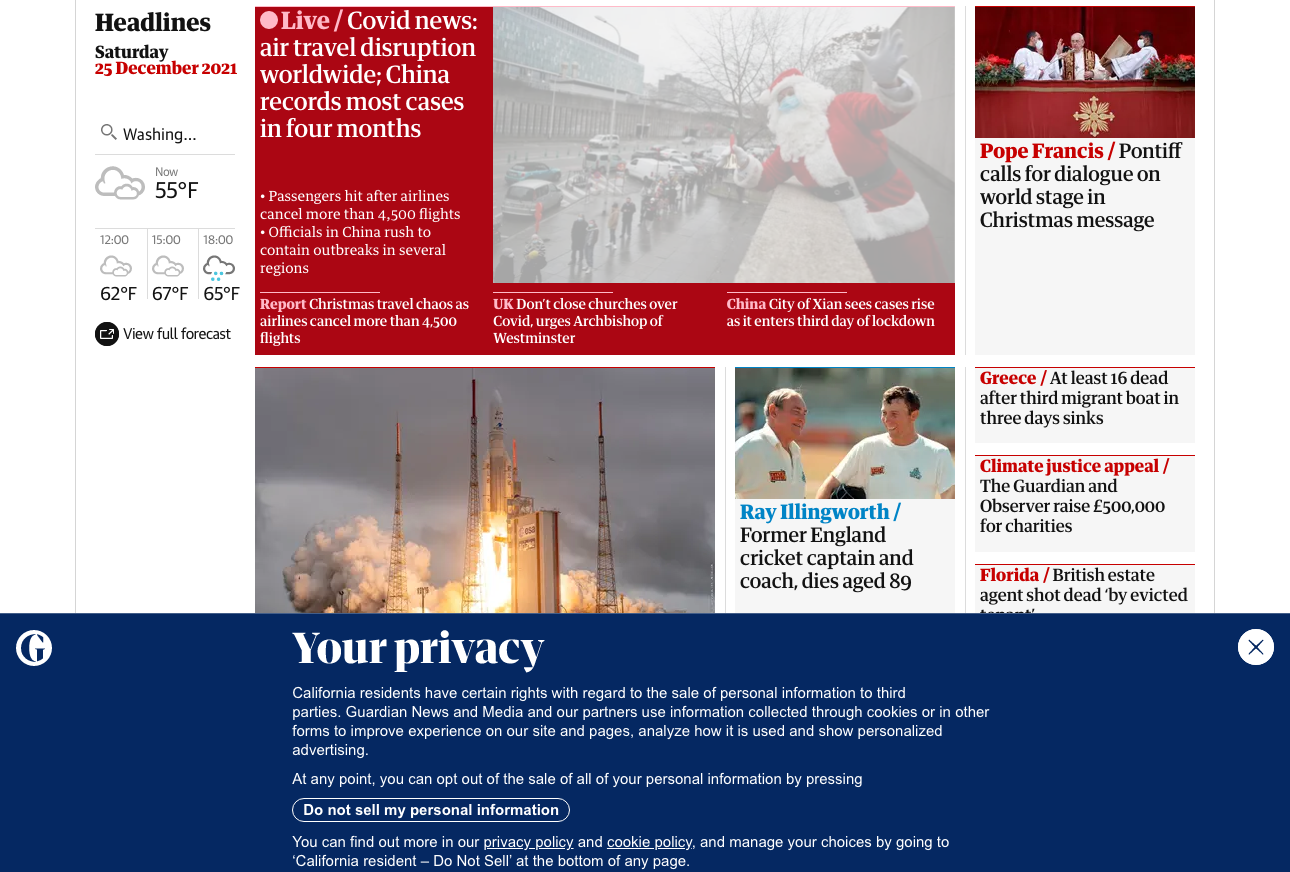 Headlines
Saturday
25 December 2021
Washing...
Now
55°F
12:00
15:00
18:00
62°F
67°F
65°F
View full forecast
Live / Covid news:
air travel disruption
worldwide; China
records most cases
in four months
• Passengers hit after airlines
cancel more than 4,500 flights
• Officials in China rush to
contain outbreaks in several
regions
Report Christmas travel chaos as
airlines cancel more than 4,500
flights
UK Don’t close churches over
Covid, urges Archbishop of
Westminster
China City of Xian sees cases rise
as it enters third day of lockdown
Pope Francis / Pontiff
calls for dialogue on
world stage in
Christmas message
esa
Ray Illingworth /
Former England
cricket captain and
coach, dies aged 89
Greece / At least 16 dead
after third migrant boat in
three days sinks
Climate justice appeal /
The Guardian and
Observer raise £500,000
for charities
Florida / British estate
agent shot dead ‘by evicted
tenant’
Your privacy
California residents have certain rights with regard to the sale of personal information to third
parties. Guardian News and Media and our partners use information collected through cookies or in other
forms to improve experience on our site and pages, analyze how it is used and show personalized
advertising.
At any point, you can opt out of the sale of all of your personal information by pressing
Do not sell my personal information
You can find out more in our privacy policy and cookie policy, and manage your choices by going to
‘California resident – Do Not Sell’ at the bottom of any page.